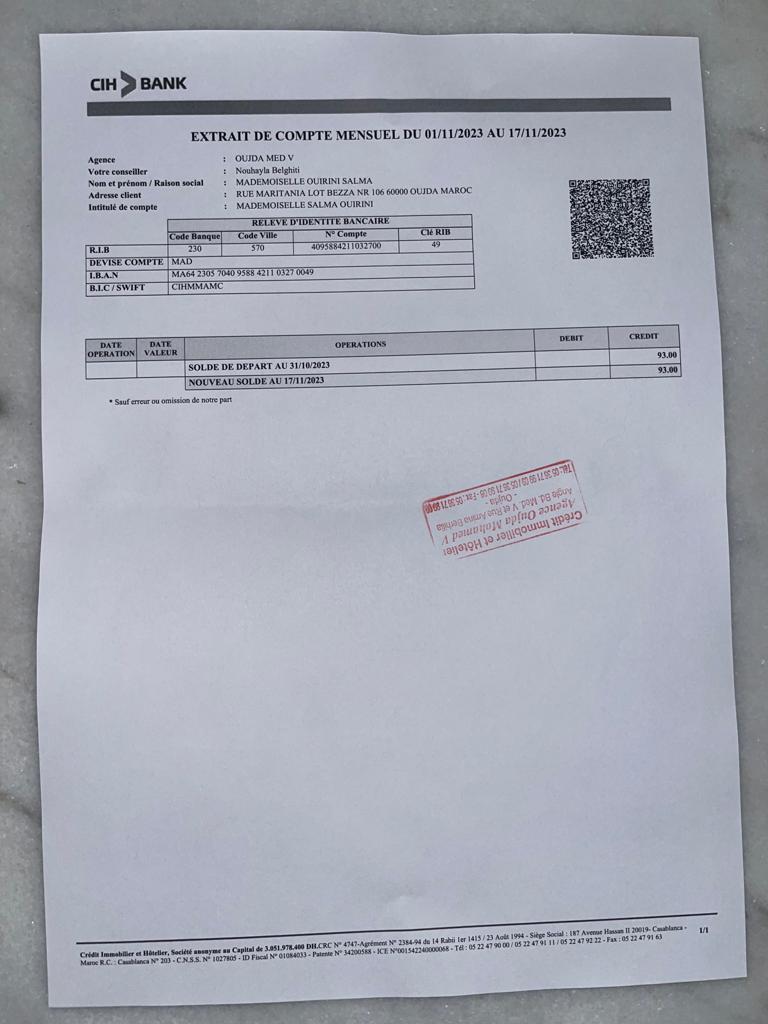 CIH BANK
EXTRAIT DE COMPTE MENSUEL DU 01/11/2023 AU 17/11/2023
Agence : OUJDA MED V
Votre conseiller : Nouhayla Belghiti
Nom et prénom / Raison social : MADEMOISELLE OUIRINI SALMA
Adresse client : RUE MARITANIA LOT BEZZA NR 106 60000 OUJDA MAROC
Intitulé de compte : MADEMOISELLE SALMA OUIRINI
RELEVE D'IDENTITE BANCAIRE
Code Banque Code Ville N° Compte Clé RIB
R.I.B 230 570 4095884211032700 49
DEVISE COMPTE MAD
I.B.A.N MA64 2305 7040 9588 4211 0327 0049
B.I.C / SWIFT CIHMMAMC
DATE OPERATION DATE VALEUR OPERATIONS DEBIT CREDIT
SOLDE DE DEPART AU 31/10/2023 93.00
NOUVEAU SOLDE AU 17/11/2023 93.00
* Sauf erreur ou omission de notre part
Crédit Immobilier et Hôtelier
Agence Oujda Mohamed V
Angle Bd. Med. V et Rue Amina Belhlia
- Oujda -
Tél.: 05 36 71 99 09 / 05 36 71 99 08 - Fax : 05 36 71 99
Crédit Immobilier et Hôtelier, Société anonyme au Capital de 3.051.978.400 DH.CRC N° 4747-Agrément N° 2384-94 du 14 Rabii 1er 1415 / 23 Août 1994 - Siège Social : 187 Avenue Hassan II 20019- Casablanca -
Maroc R.C. : Casablanca N° 203 - C.N.S.S. N° 1027805 - ID Fiscal N° 01084033 - Patente N° 34200588 - ICE N°001542240000068 - Tél : 05 22 47 90 00 / 05 22 47 91 11 / 05 22 47 92 22 - Fax : 05 22 47 91 63
1/1